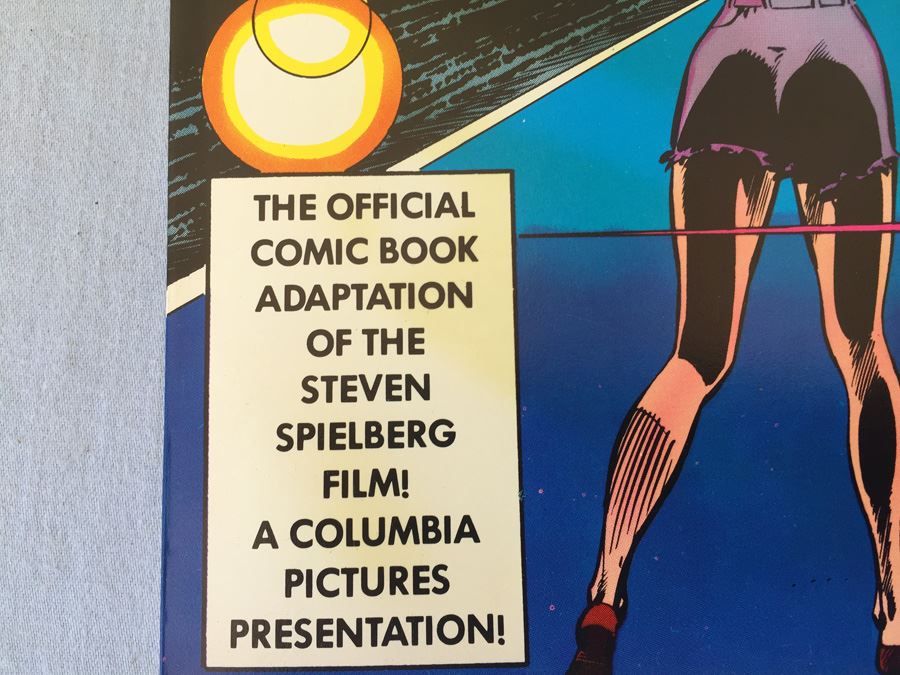 THE OFFICIAL
COMIC BOOK
ADAPTATION
OF THE
STEVEN
SPIELBERG
FILM!
A COLUMBIA
PICTURES
PRESENTATION!